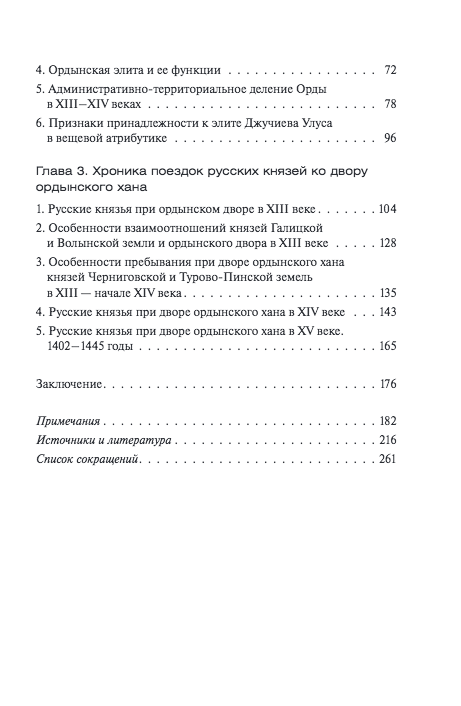 4. Ордынская элита и ее функции . . . . . . . . . . . . . . . . 72
5. Административно-территориальное деление Орды
в XIII—XIV веках . . . . . . . . . . . . . . . . . . . . . . . . . 78
6. Признаки принадлежности к элите Джучиева Улуса
в вещевой атрибутике . . . . . . . . . . . . . . . . . . . . . . 96
Глава 3. Хроника поездок русских князей ко двору
ордынского хана
1. Русские князья при ордынском дворе в XIII веке . . . . . . 104
2. Особенности взаимоотношений князей Галицкой
и Волынской земли и ордынского двора в XIII веке . . . . 128
3. Особенности пребывания при дворе ордынского хана
князей Черниговской и Турово-Пинской земель
в XIII — начале XIV века . . . . . . . . . . . . . . . . . . . . 135
4. Русские князья при дворе ордынского хана в XIV веке . . . 143
5. Русские князья при дворе ордынского хана в XV веке.
1402—1445 годы . . . . . . . . . . . . . . . . . . . . . . . . . 165
Заключение. . . . . . . . . . . . . . . . . . . . . . . . . . . . . 176
Примечания . . . . . . . . . . . . . . . . . . . . . . . . . . . . 182
Источники и литература . . . . . . . . . . . . . . . . . . . . . 216
Список сокращений. . . . . . . . . . . . . . . . . . . . . . . . . 261